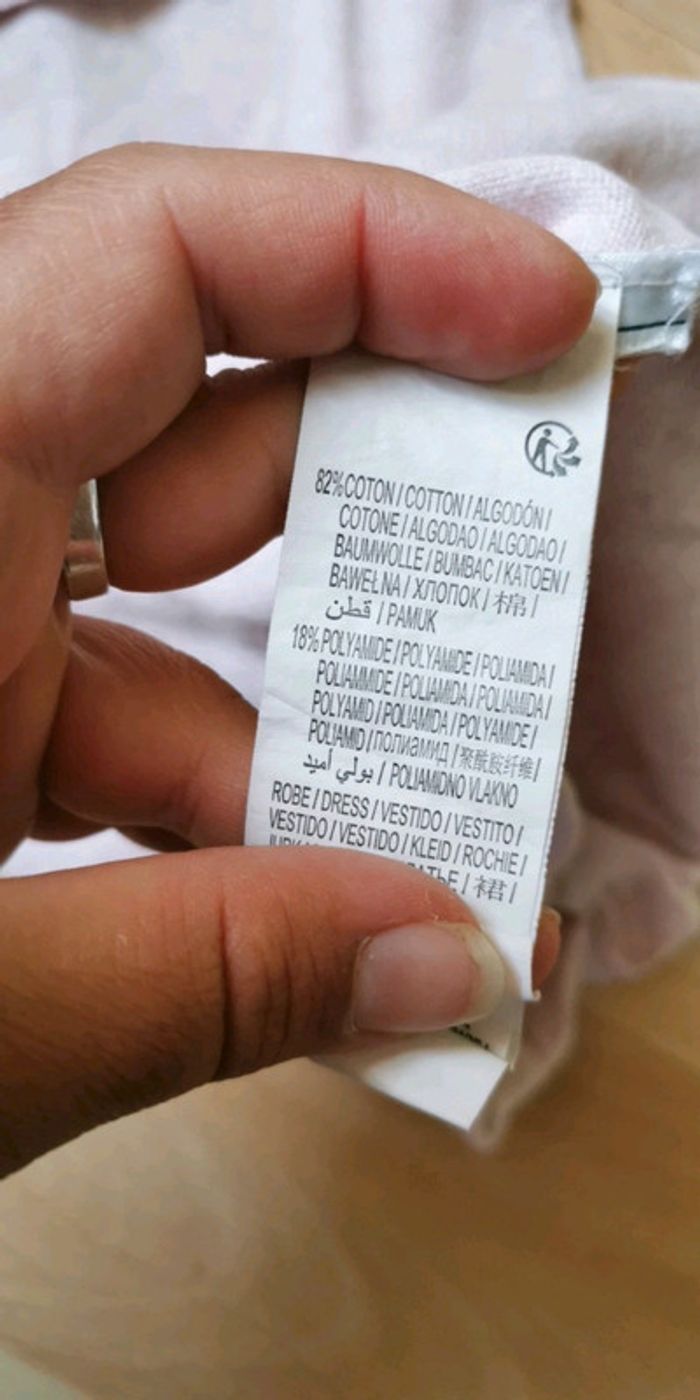 82%COTON / COTTON / ALGODÓN /
COTONE / ALGODAO / ALGODAO /
BAUMWOLLE / BUMBAC / KATOEN /
BAWEŁNA / ХЛОПОК / 棉 /
قطن / PAMUK
18% POLYAMIDE / POLYAMIDE / POLIAMIDA /
POLIAMMIDE / POLIAMIDA / POLIAMIDA /
POLYAMID / POLIAMIDA / POLYAMIDE /
POLIAMID / ПОЛИАМИД / 聚酰胺纤维 /
بولي أميد / POLIAMIDNO VLAKNO
ROBE / DRESS / VESTIDO / VESTITO /
VESTIDO / VESTIDO / KLEID / ROCHIE /
/ 裙 /